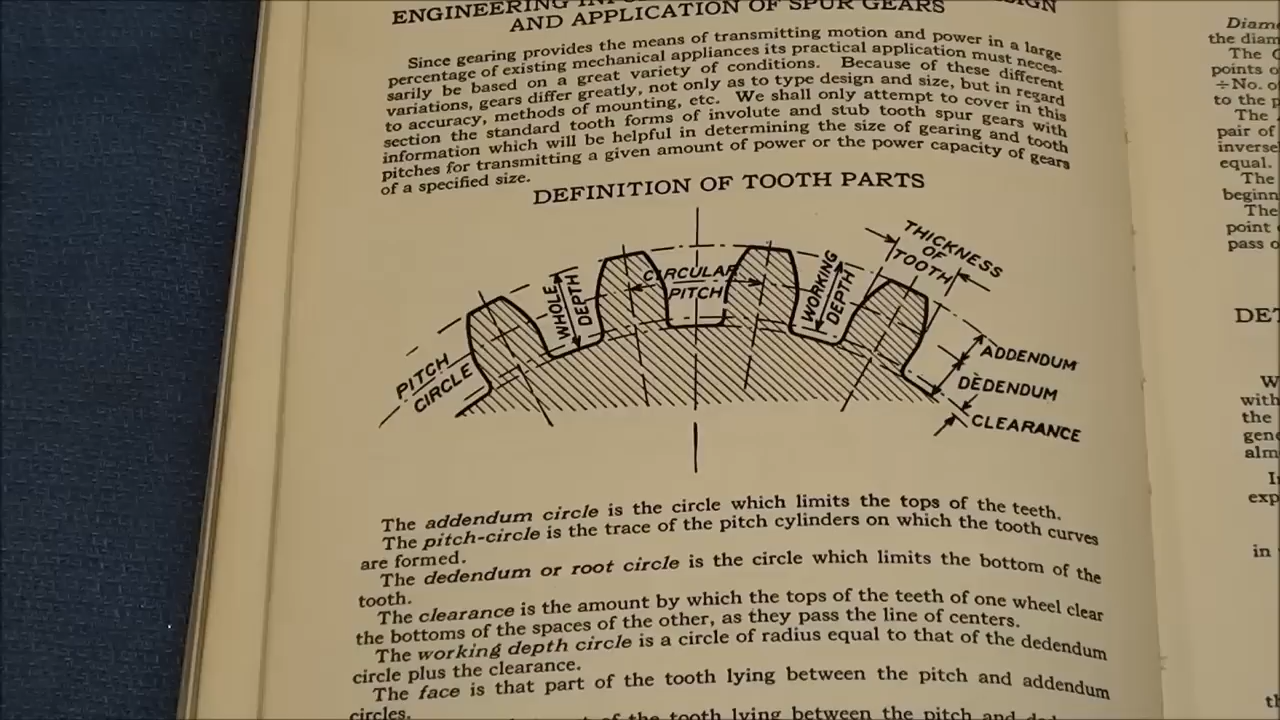 ENGINEERING
AND APPLICATION OF SPUR GEARS
Since gearing provides the means of transmitting motion and power in a large
percentage of existing mechanical appliances its practical application must neces-
sarily be based on a great variety of conditions. Because of these different
variations, gears differ greatly, not only as to type design and size, but in regard
to accuracy, methods of mounting, etc. We shall only attempt to cover in this
section the standard tooth forms of involute and stub tooth spur gears with
information which will be helpful in determining the size of gearing and tooth
pitches for transmitting a given amount of power or the power capacity of gears
of a specified size.
DEFINITION OF TOOTH PARTS
PITCH
CIRCLE
WHOLE
DEPTH
CIRCULAR
PITCH
WORKING
DEPTH
THICKNESS
OF
TOOTH
ADDENDUM
DEDENDUM
CLEARANCE
The addendum circle is the circle which limits the tops of the teeth.
The pitch-circle is the trace of the pitch cylinders on which the tooth curves
are formed.
The dedendum or root circle is the circle which limits the bottom of the
tooth.
The clearance is the amount by which the tops of the teeth of one wheel clear
the bottoms of the spaces of the other, as they pass the line of centers.
The working depth circle is a circle of radius equal to that of the dedendum
circle plus the clearance.
The face is that part of the tooth lying between the pitch and addendum
circles.
of the tooth lying between the pitch and
the diam
The
points o
÷No. o
to the p
The
pair of
inverse
equal.
The
beginn
The
point
pass o
DE
W
with
the
gen
alm
I
exp
in